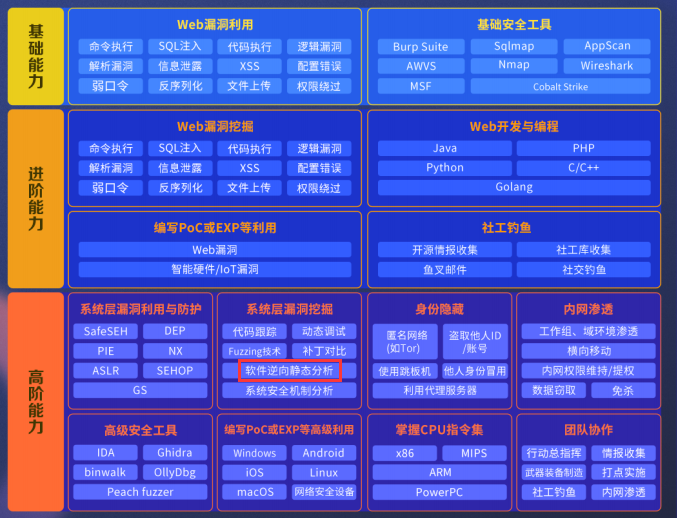 基础能力
Web漏洞利用
命令执行 SQL注入 代码执行 逻辑漏洞
解析漏洞 信息泄露 XSS 配置错误
弱口令 反序列化 文件上传 权限绕过
基础安全工具
Burp Suite Sqlmap AppScan
AWVS Nmap Wireshark
MSF Cobalt Strike
进阶能力
Web漏洞挖掘
命令执行 SQL注入 代码执行 逻辑漏洞
解析漏洞 信息泄露 XSS 配置错误
弱口令 反序列化 文件上传 权限绕过
Web开发与编程
Java PHP
Python C/C++
Golang
编写PoC或EXP等利用
Web漏洞
智能硬件/IoT漏洞
社工钓鱼
开源情报收集 社工库收集
鱼叉邮件 社交钓鱼
高阶能力
系统层漏洞利用与防护
SafeSEH DEP
PIE NX
ASLR SEHOP
GS
系统层漏洞挖掘
代码跟踪 动态调试
Fuzzing技术 补丁对比
软件逆向静态分析
系统安全机制分析
身份隐藏
匿名网络
(如Tor)
盗取他人ID
/账号
使用跳板机 他人身份冒用
利用代理服务器
内网渗透
工作组、域环境渗透
横向移动
内网权限维持/提权
数据窃取 免杀
高级安全工具
IDA Ghidra
binwalk OllyDbg
Peach fuzzer
编写PoC或EXP等高级利用
Windows Android
iOS Linux
macOS 网络安全设备
掌握CPU指令集
x86 MIPS
ARM
PowerPC
团队协作
行动总指挥 情报收集
武器装备制造 打点实施
社工钓鱼 内网渗透